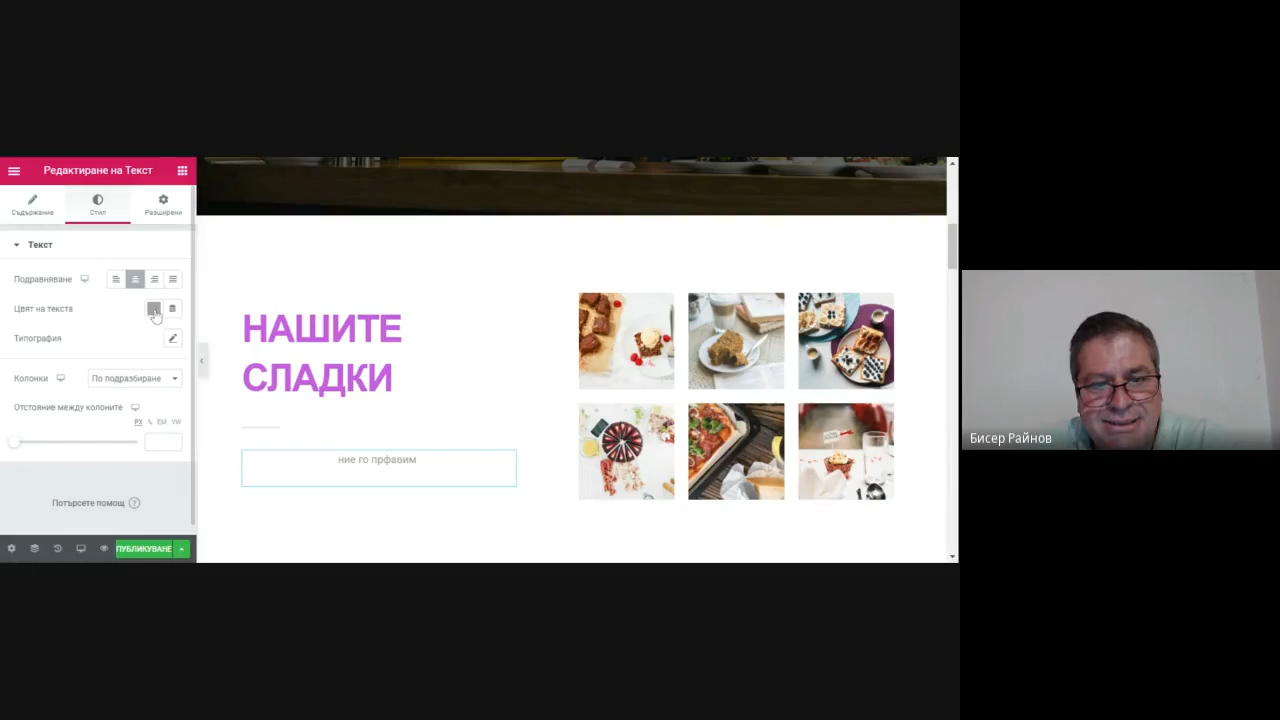 Редактиране на Текст
Съдържание
Стил
Разширени
Текст
Подравняване
Цвят на текста
Типография
Колонки
По подразбиране
Отстояние между колоните
PX % EM VW
Потърсете помощ ?
ПУБЛИКУВАНЕ
НАШИТЕ
СЛАДКИ
ние го прфавим
Бисер Райнов